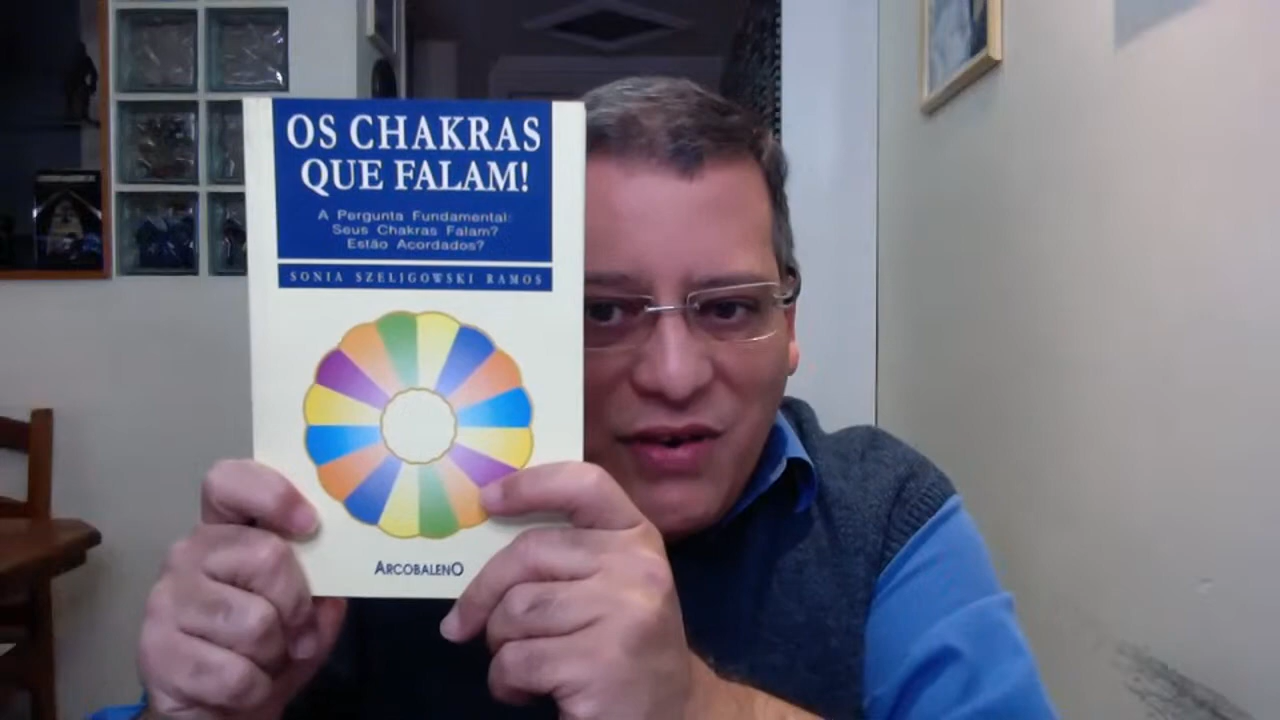 OS CHAKRAS
QUE FALAM!
A Pergunta Fundamental:
Seus Chakras Falam?
Estão Acordados?
SONIA SZELIGOWSKI RAMOS
ARCOBALENO